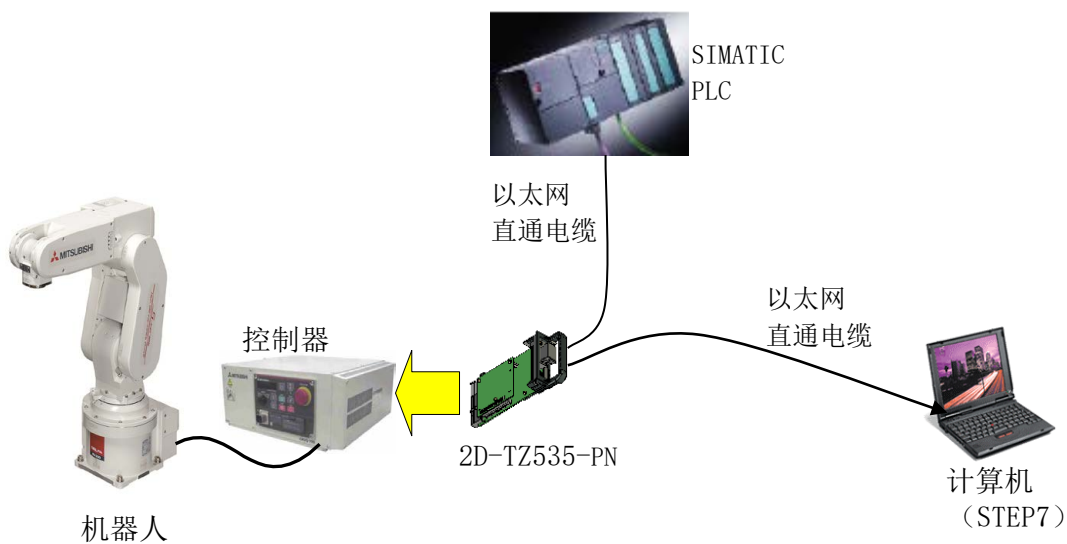 SIMATIC
PLC
以太网
直通电缆
以太网
直通电缆
MITSUBISHI
控制器
2D-TZ535-PN
计算机
（STEP7）
机器人